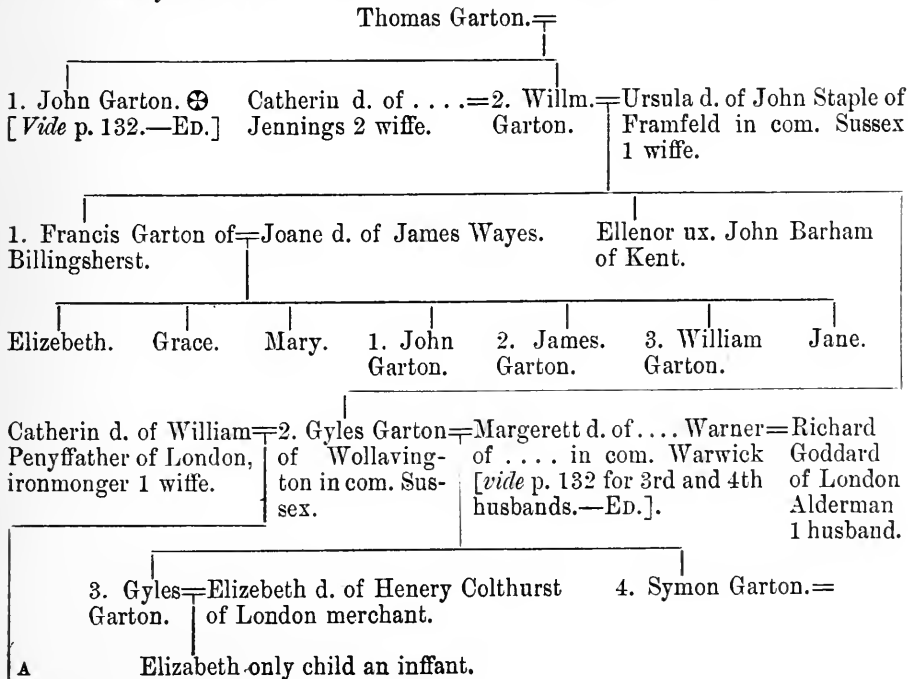 Thomas Garton.=
1. John Garton. ✠ Catherin d. of . . . .=2. Willm.=Ursula d. of John Staple of
[Vide p. 132.—ED.] Jennings 2 wiffe. Garton. Framfeld in com. Sussex
1 wiffe.
1. Francis Garton of=Joane d. of James Wayes. Ellenor ux. John Barham
Billingsherst. of Kent.
Elizebeth. Grace. Mary. 1. John 2. James. 3. William Jane.
Garton. Garton. Garton.
Catherin d. of William=2. Gyles Garton=Margerett d. of . . . . Warner=Richard
Penyffather of London, of Wollaving- of . . . . in com. Warwick Goddard
ironmonger 1 wiffe. ton in com. Sus- [vide p. 132 for 3rd and 4th of London
sex. husbands.—ED.]. Alderman
1 husband.
3. Gyles=Elizebeth d. of Henery Colthurst 4. Symon Garton.=
Garton. of London merchant.
A Elizabeth only child an inffant.